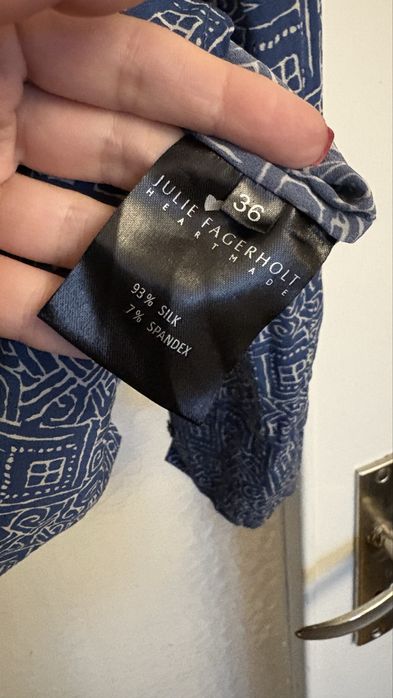 36
JULIE FAGERHOLT
HEARTMADE
93% SILK
7% SPANDEX